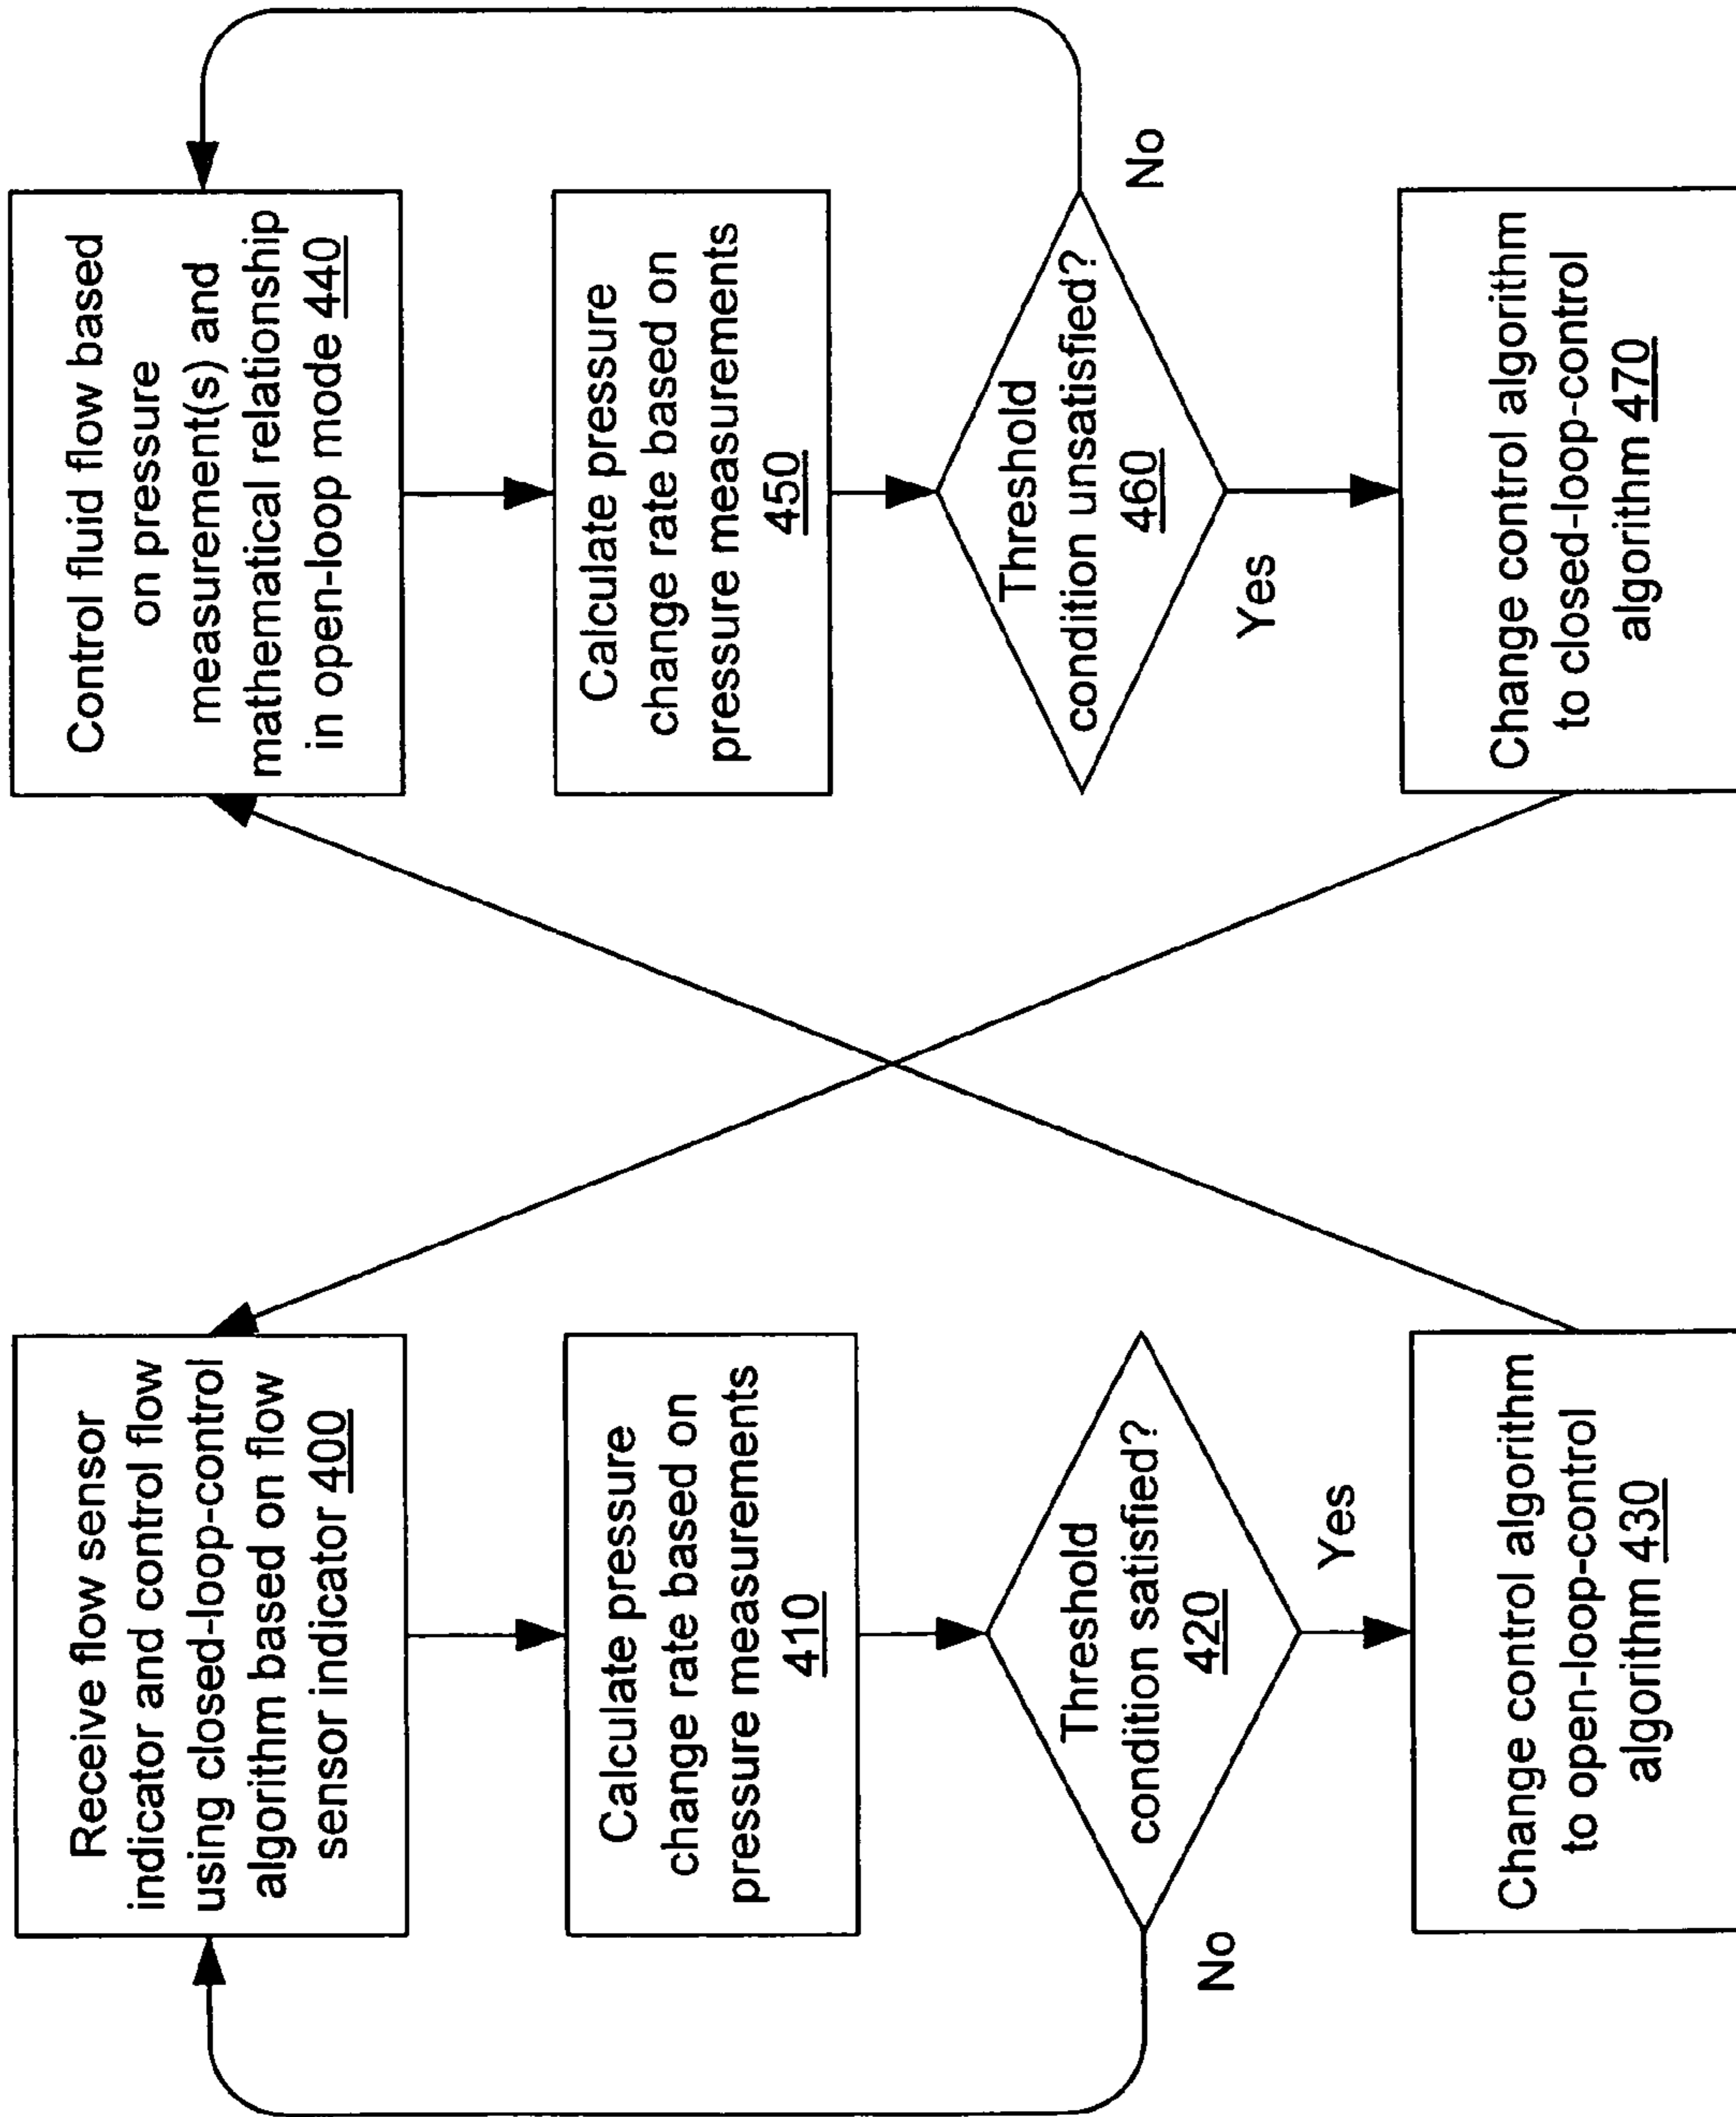 Receive flow sensor
indicator and control flow
using closed-loop-control
algorithm based on flow
sensor indicator 400
Calculate pressure
change rate based on
pressure measurements
410
Threshold
condition satisfied?
420
No
Yes
Change control algorithm
to open-loop-control
algorithm 430
Control fluid flow based
on pressure
measurement(s) and
mathematical relationship
in open-loop mode 440
Calculate pressure
change rate based on
pressure measurements
450
Threshold
condition unsatisfied?
460
No
Yes
Change control algorithm
to closed-loop-control
algorithm 470